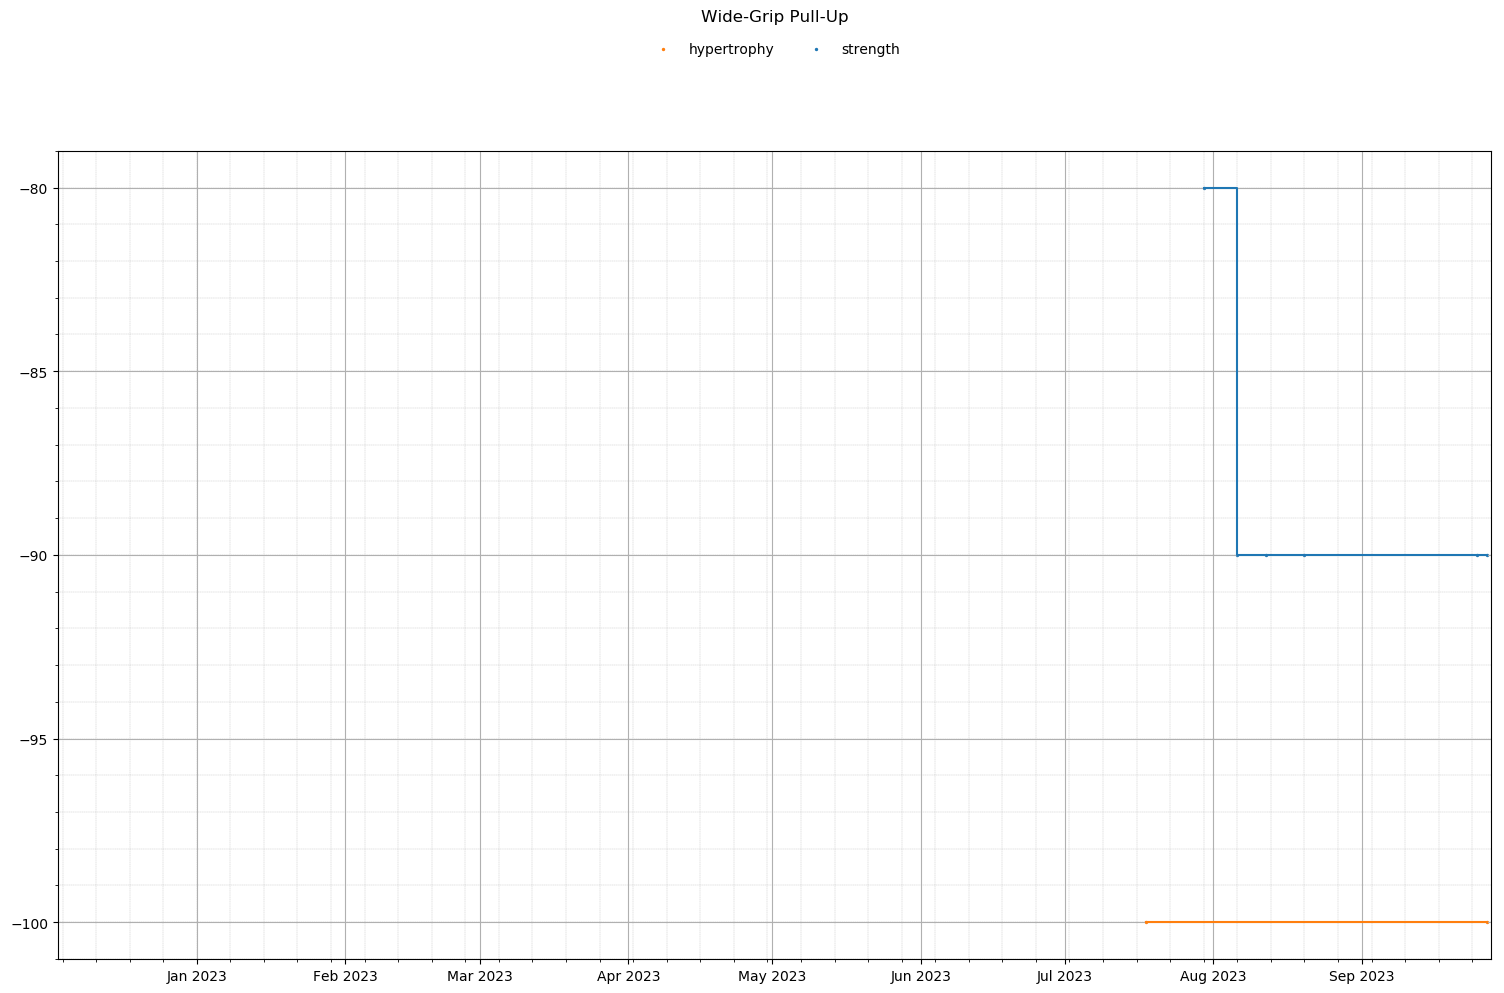 Wide-Grip Pull-Up
hypertrophy strength
−80
−85
−90
−95
−100
Jan 2023 Feb 2023 Mar 2023 Apr 2023 May 2023 Jun 2023 Jul 2023 Aug 2023 Sep 2023